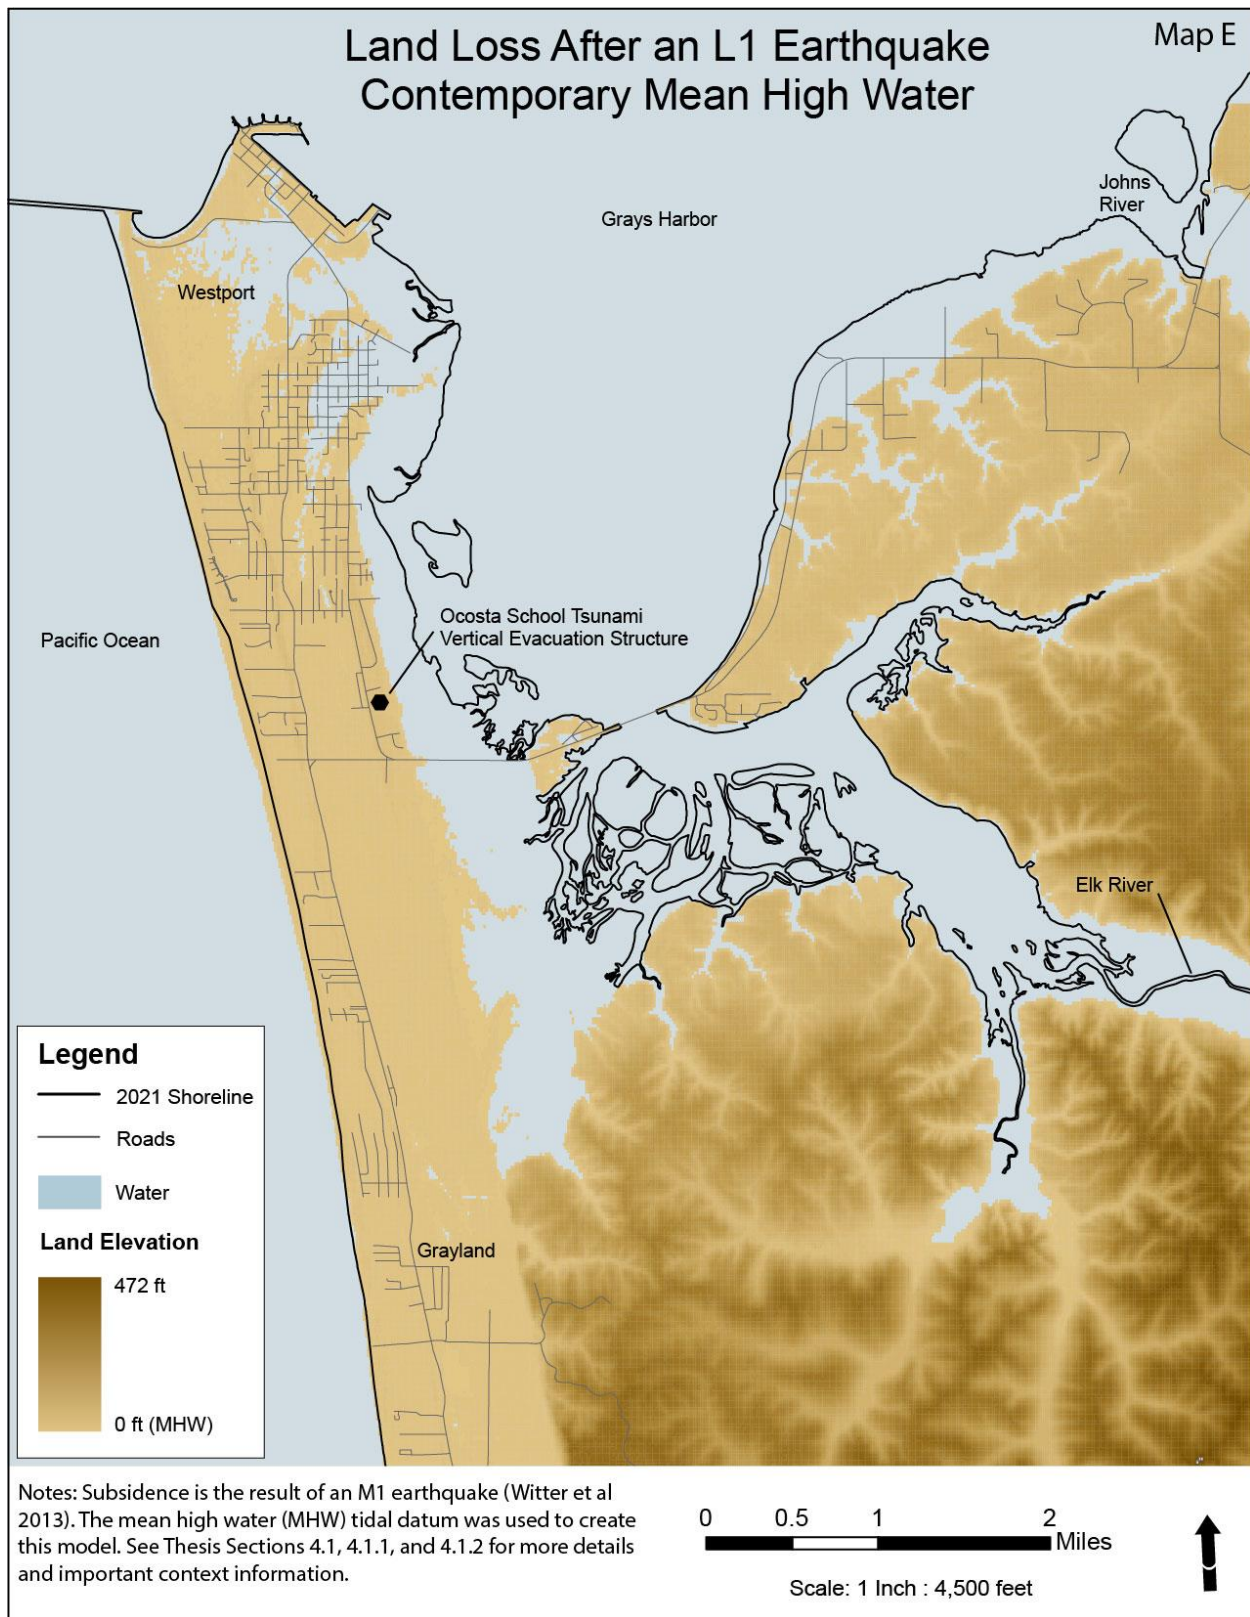 Land Loss After an L1 Earthquake
Contemporary Mean High Water
Map E
Johns
River
Grays Harbor
Westport
Ocosta School Tsunami
Vertical Evacuation Structure
Pacific Ocean
Elk River
Legend
2021 Shoreline
Roads
Water
Land Elevation
472 ft
0 ft (MHW)
Grayland
Notes: Subsidence is the result of an M1 earthquake (Witter et al
2013). The mean high water (MHW) tidal datum was used to create
this model. See Thesis Sections 4.1, 4.1.1, and 4.1.2 for more details
and important context information.
0 0.5 1 2
Miles
Scale: 1 Inch : 4,500 feet